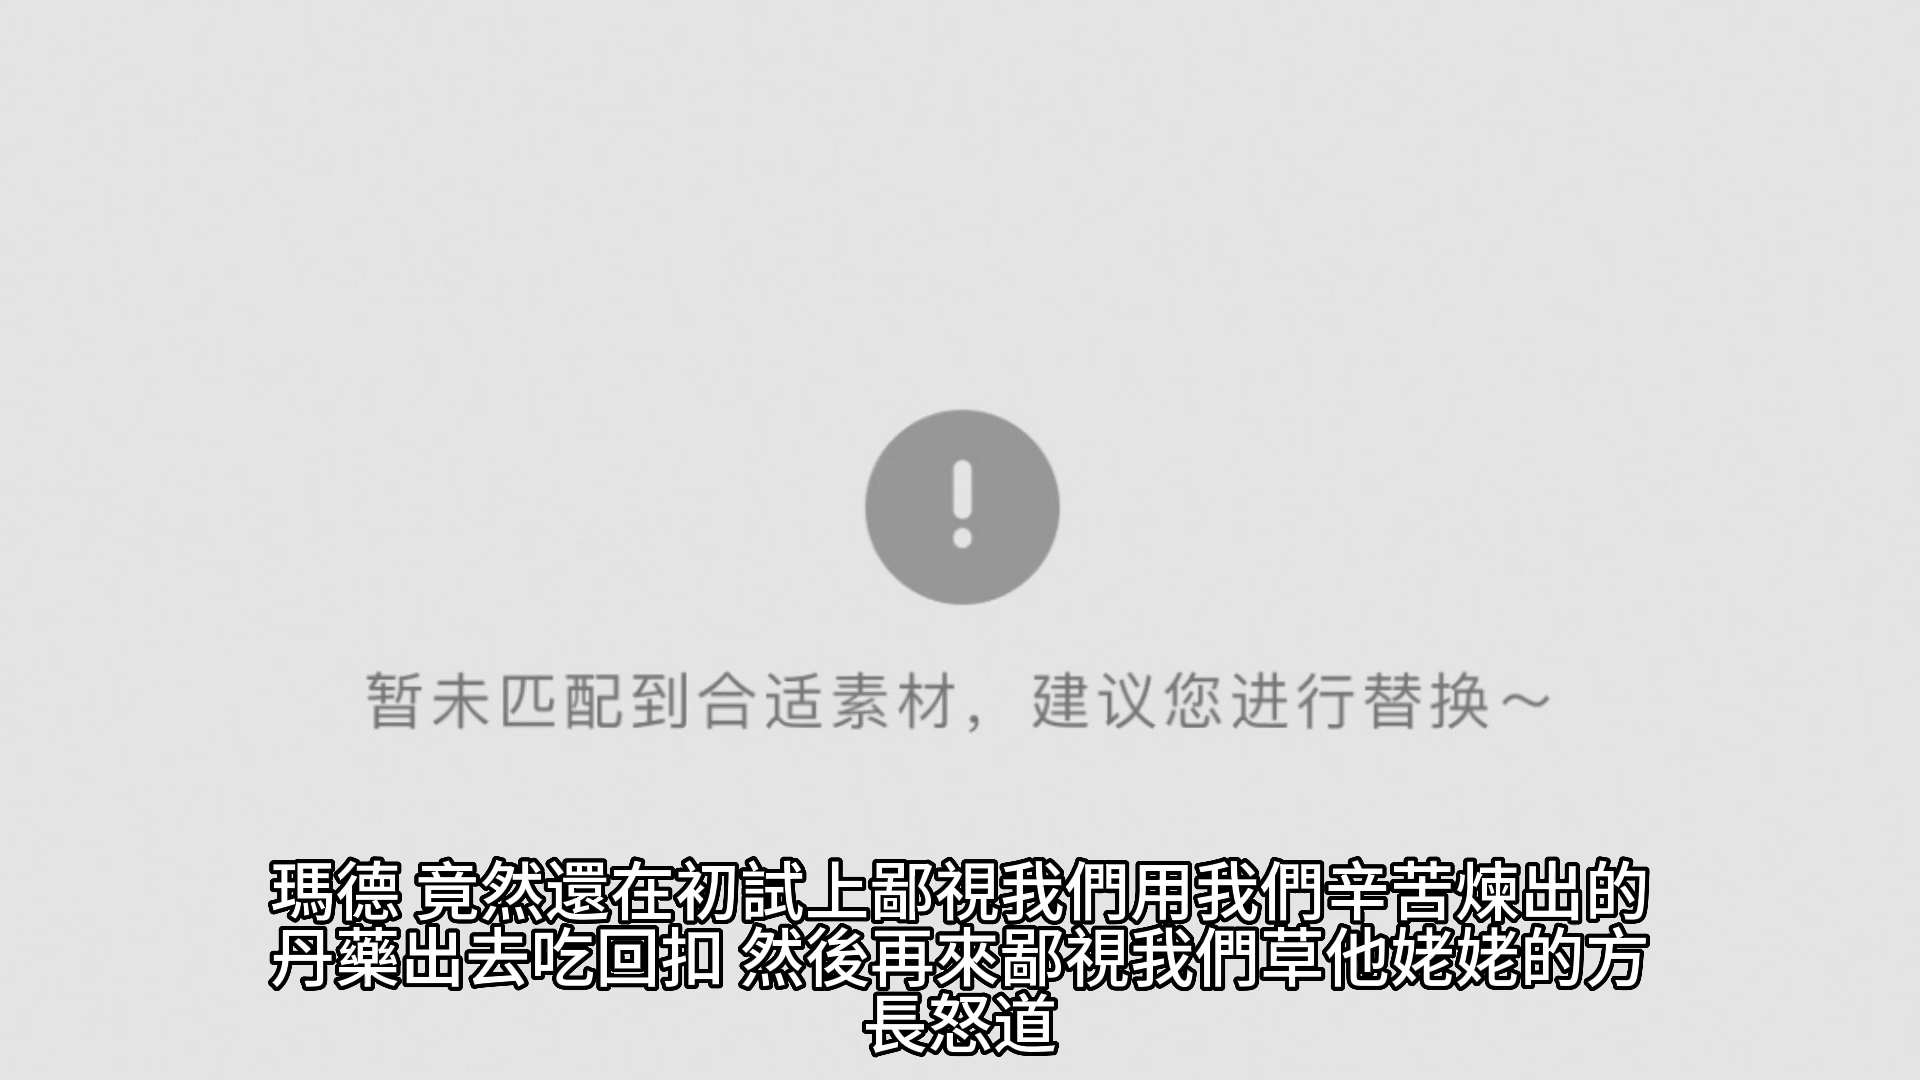 暂未匹配到合适素材，建议您进行替换～
瑪德 竟然還在初試上鄙視我們用我們辛苦煉出的
丹藥出去吃回扣 然後再來鄙視我們草他姥姥的方
長怒道